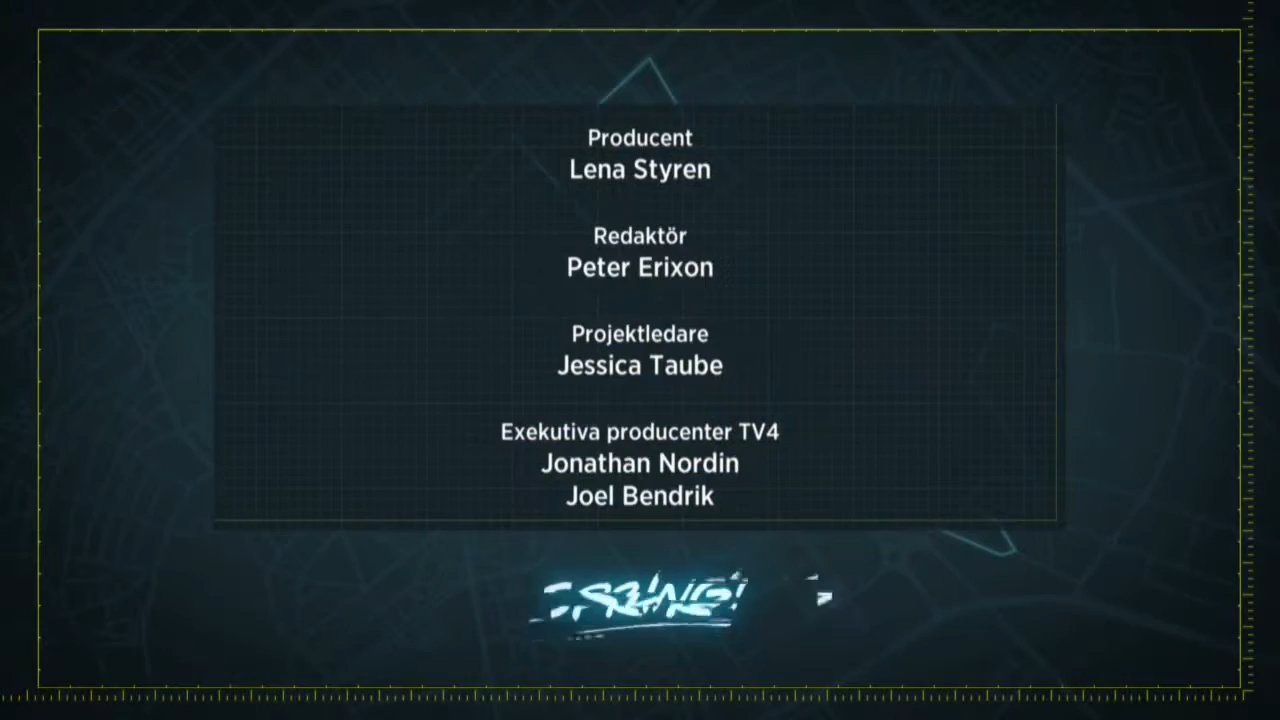 Producent
Lena Styren
Redaktör
Peter Erixon
Projektledare
Jessica Taube
Exekutiva producenter TV4
Jonathan Nordin
Joel Bendrik